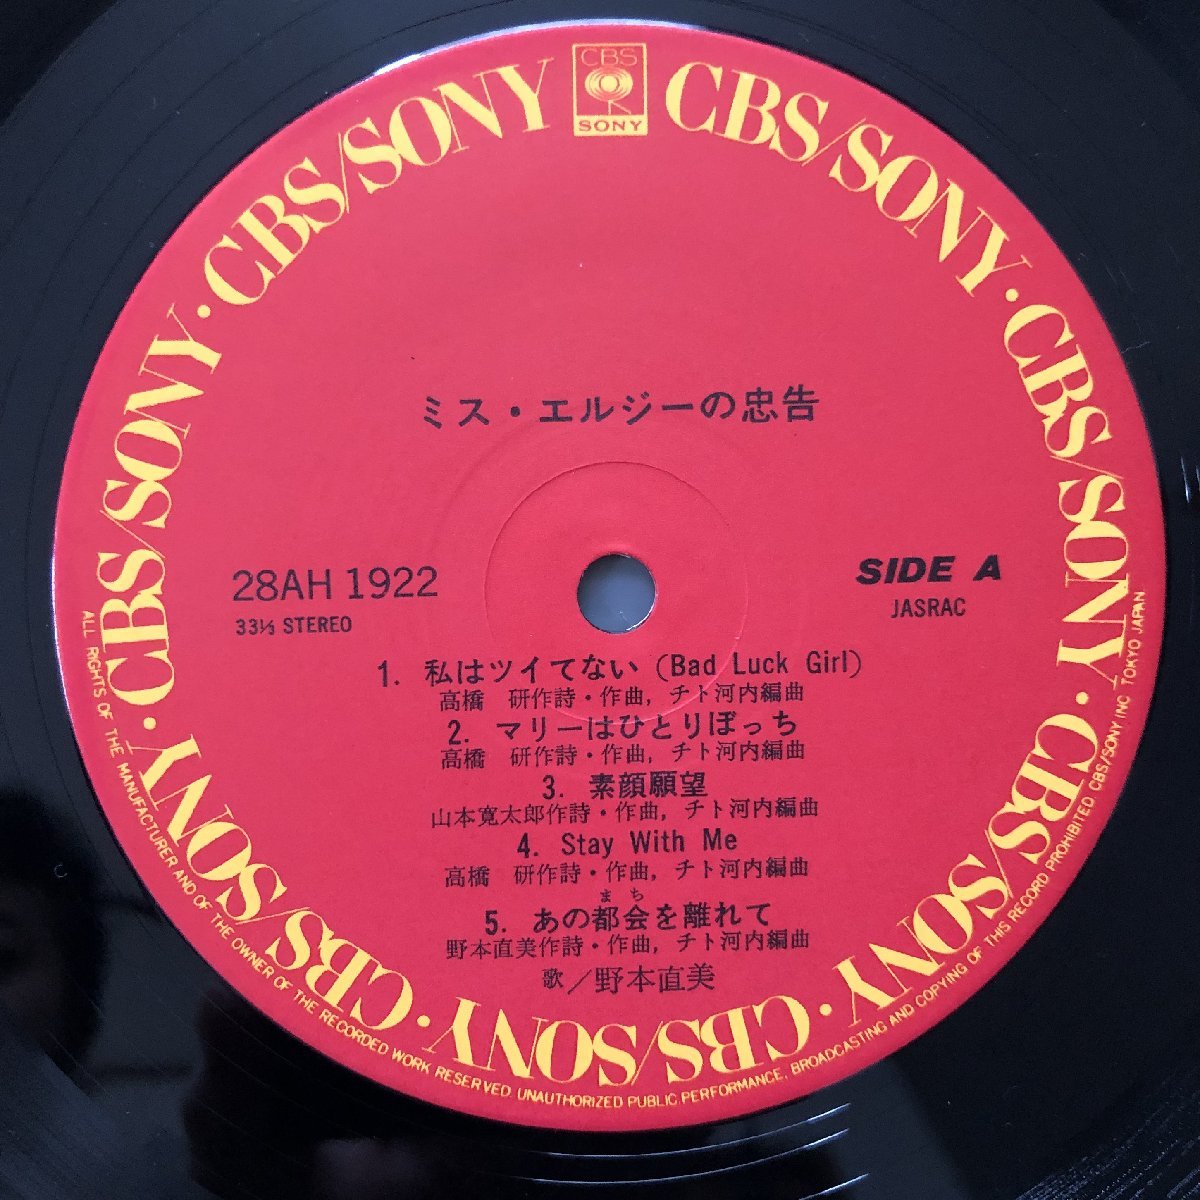 CBS
SONY
CBS/SONY · CBS/SONY · CBS/SONY · CBS/SONY · CBS/SONY · CBS/SONY · CBS/SONY · CBS/SONY
ミス・エルジーの忠告
28AH 1922
33⅓ STEREO
SIDE A
JASRAC
1. 私はツイてない (Bad Luck Girl)
高橋 研作詩・作曲, チト河内編曲
2. マリーはひとりぼっち
高橋 研作詩・作曲, チト河内編曲
3. 素顔願望
山本寛太郎作詩・作曲, チト河内編曲
4. Stay With Me
高橋 研作詩・作曲, チト河内編曲
まち
5. あの都会を離れて
野本直美作詩・作曲, チト河内編曲
歌／野本直美
ALL RIGHTS OF THE MANUFACTURER AND OF THE OWNER OF THE RECORDED WORK RESERVED UNAUTHORIZED PUBLIC PERFORMANCE, BROADCASTING AND COPYING OF THIS RECORD PROHIBITED CBS/SONY INC TOKYO JAPAN